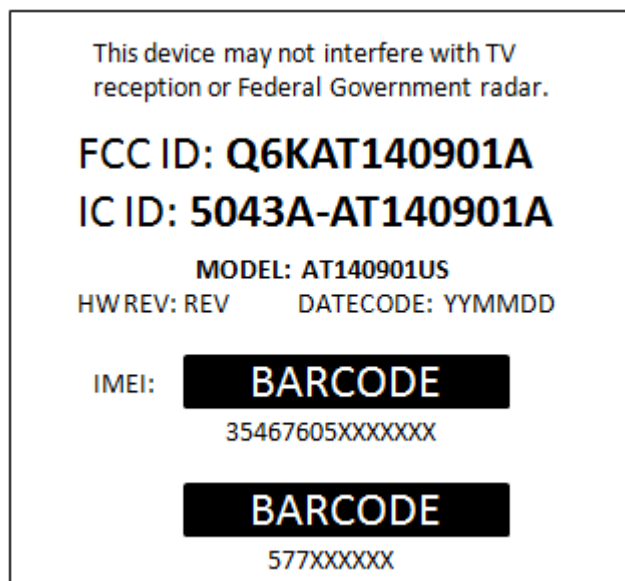 This device may not interfere with TV
reception or Federal Government radar.
FCC ID: Q6KAT140901A
IC ID: 5043A-AT140901A
MODEL: AT140901US
HW REV: REV DATECODE: YYMMDD
IMEI: BARCODE
35467605XXXXXXX
BARCODE
577XXXXXX